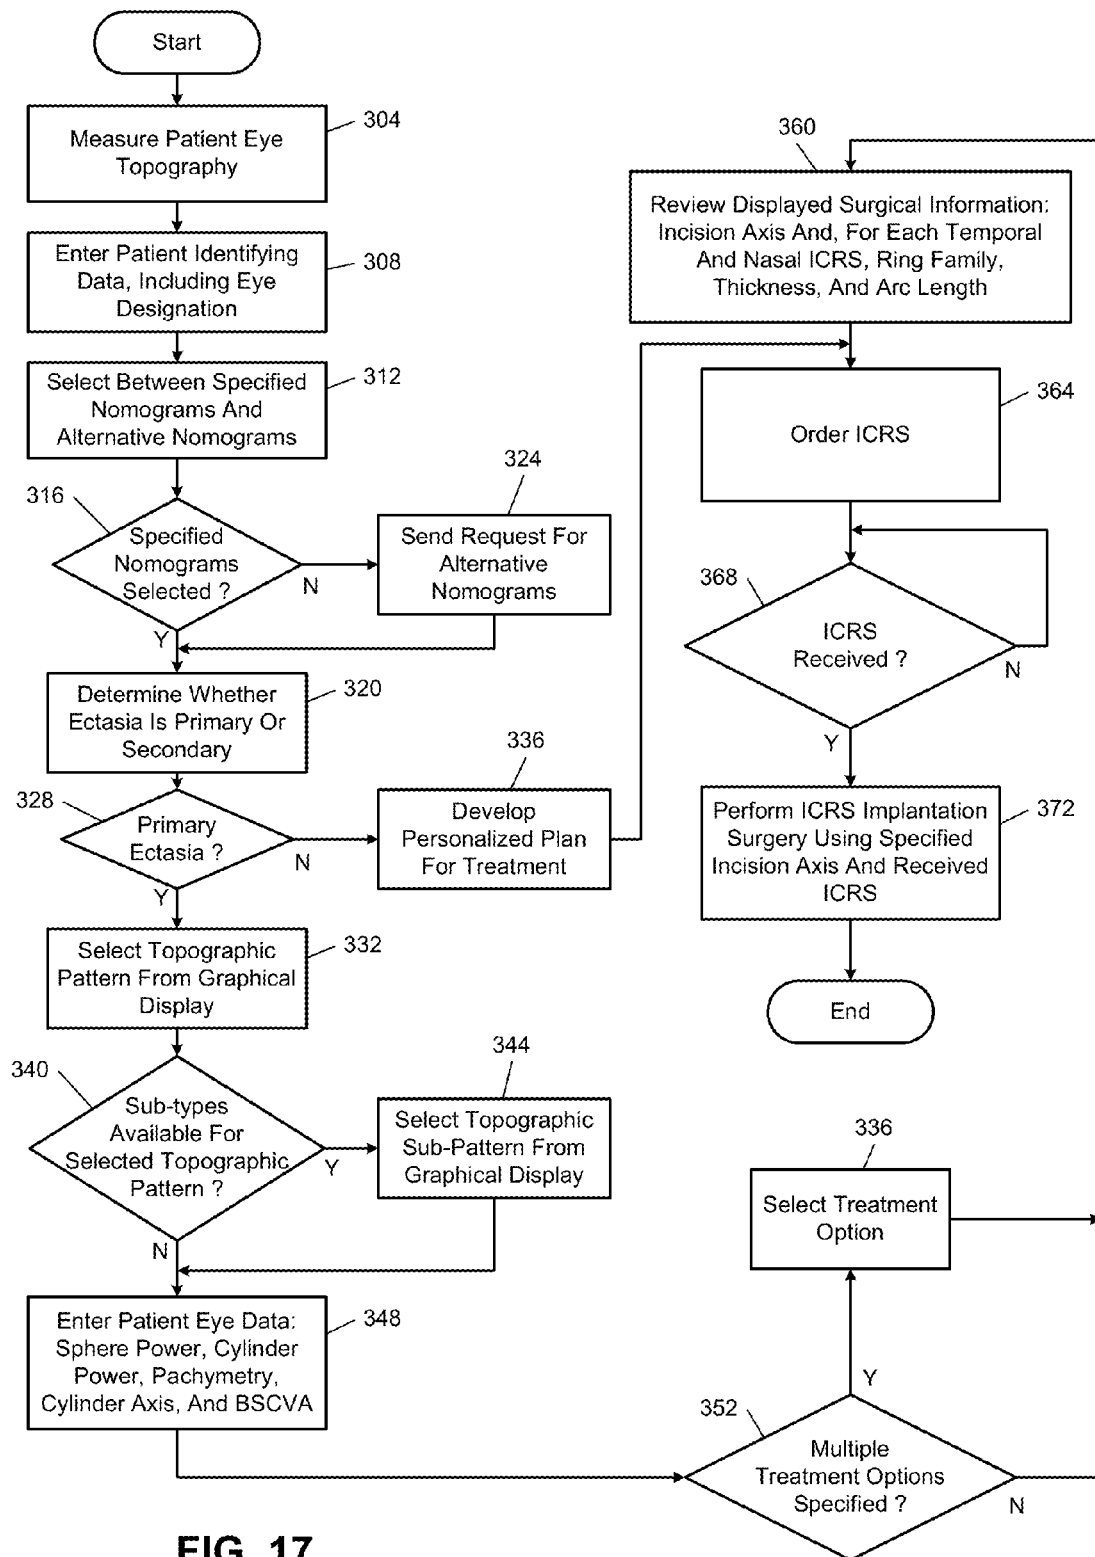 Start
304
Measure Patient Eye
Topography
308
Enter Patient Identifying
Data, Including Eye
Designation
312
Select Between Specified
Nomograms And
Alternative Nomograms
316
Specified
Nomograms
Selected ?
N
Y
324
Send Request For
Alternative
Nomograms
320
Determine Whether
Ectasia Is Primary Or
Secondary
328
Primary
Ectasia ?
N
Y
336
Develop
Personalized Plan
For Treatment
332
Select Topographic
Pattern From Graphical
Display
340
Sub-types
Available For
Selected Topographic
Pattern ?
Y
N
344
Select Topographic
Sub-Pattern From
Graphical Display
348
Enter Patient Eye Data:
Sphere Power, Cylinder
Power, Pachymetry,
Cylinder Axis, And BSCVA
352
Multiple
Treatment Options
Specified ?
Y
N
336
Select Treatment
Option
360
Review Displayed Surgical Information:
Incision Axis And, For Each Temporal
And Nasal ICRS, Ring Family,
Thickness, And Arc Length
364
Order ICRS
368
ICRS
Received ?
N
Y
372
Perform ICRS Implantation
Surgery Using Specified
Incision Axis And Received
ICRS
End
FIG. 17